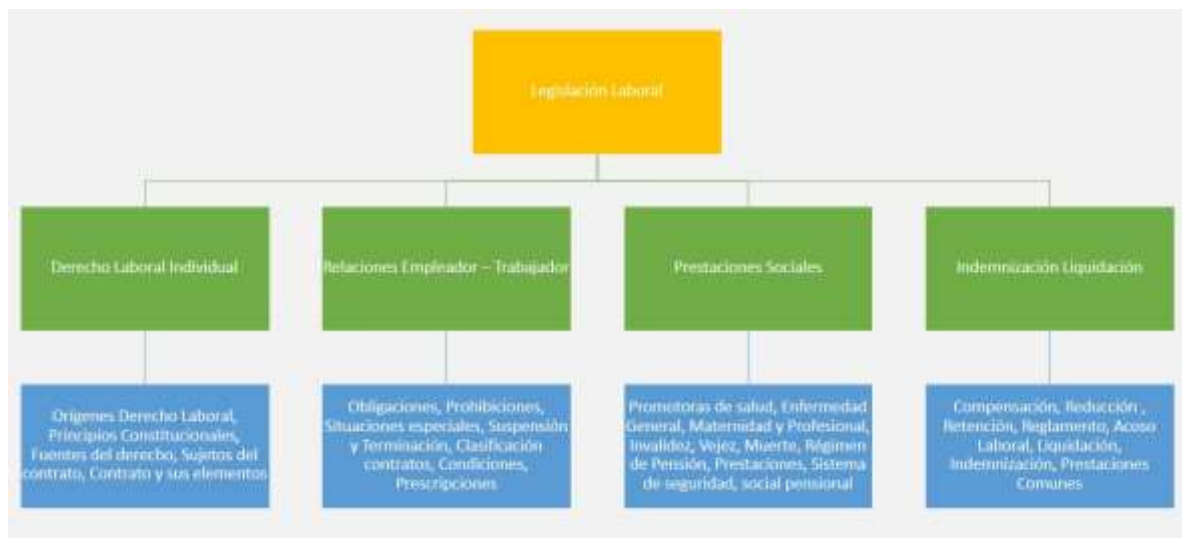 Legislación Laboral
Derecho Laboral Individual
Relaciones Empleador – Trabajador
Prestaciones Sociales
Indemnización Liquidación
Orígenes Derecho Laboral,
Principios Constitucionales,
Fuentes del derecho, Sujetos del
contrato, Contrato y sus elementos
Obligaciones, Prohibiciones,
Situaciones especiales, Suspensión
y Terminación, Clasificación
contratos, Condiciones,
Prescripciones
Promotoras de salud, Enfermedad
General, Maternidad y Profesional,
Invalidez, Vejez, Muerte, Régimen
de Pensión, Prestaciones, Sistema
de seguridad, social pensional
Compensación, Reducción ,
Retención, Reglamento, Acoso
Laboral, Liquidación,
Indemnización, Prestaciones
Comunes